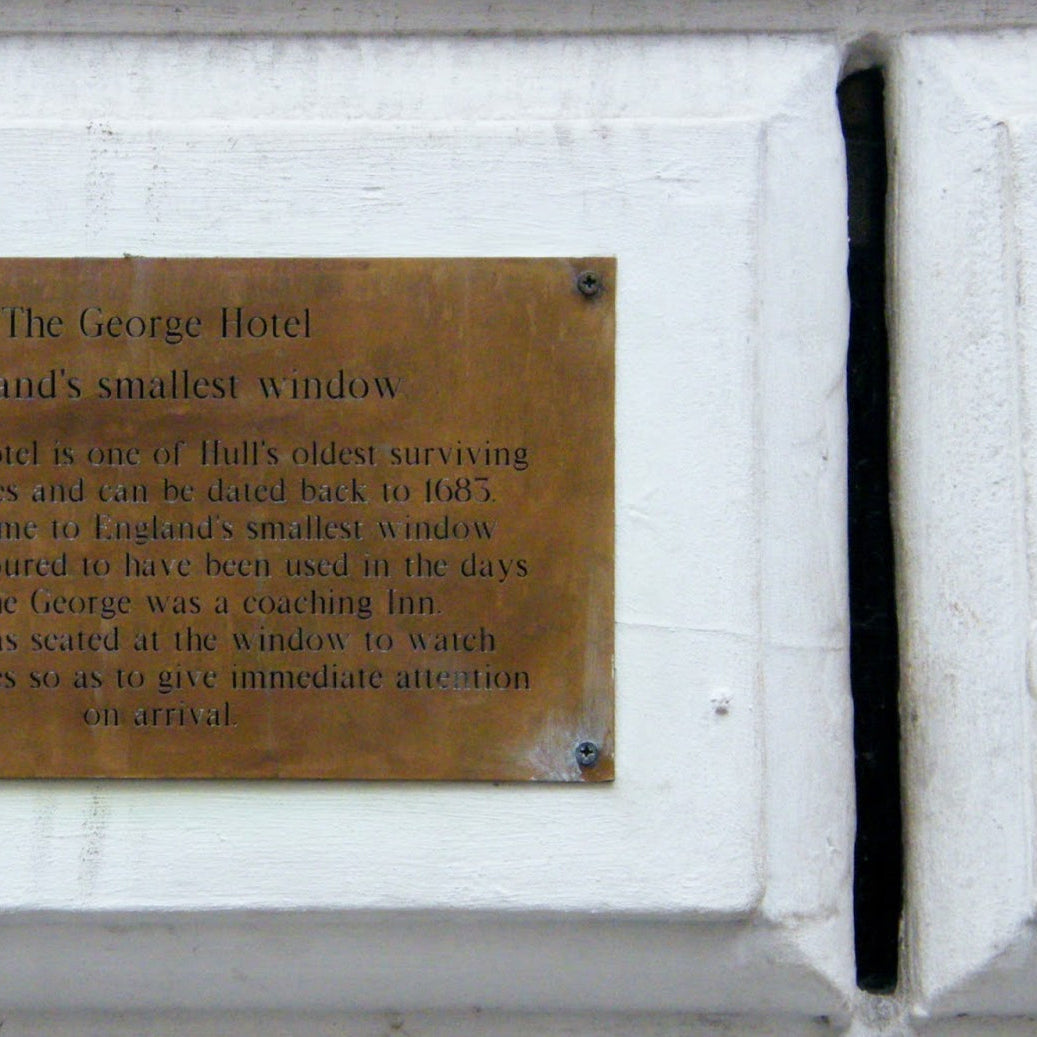 The George Hotel
and's smallest window
otel is one of Hull's oldest surviving
es and can be dated back to 1683.
me to England's smallest window
oured to have been used in the days
he George was a coaching Inn.
as seated at the window to watch
es so as to give immediate attention
on arrival.